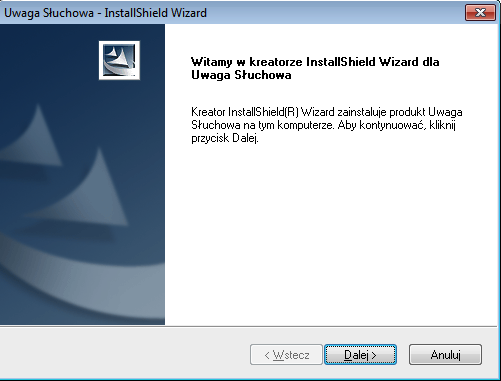 Uwaga Słuchowa - InstallShield Wizard
Witamy w kreatorze InstallShield Wizard dla
Uwaga Słuchowa
Kreator InstallShield(R) Wizard zainstaluje produkt Uwaga
Słuchowa na tym komputerze. Aby kontynuować, kliknij
przycisk Dalej.
< Wstecz Dalej > Anuluj